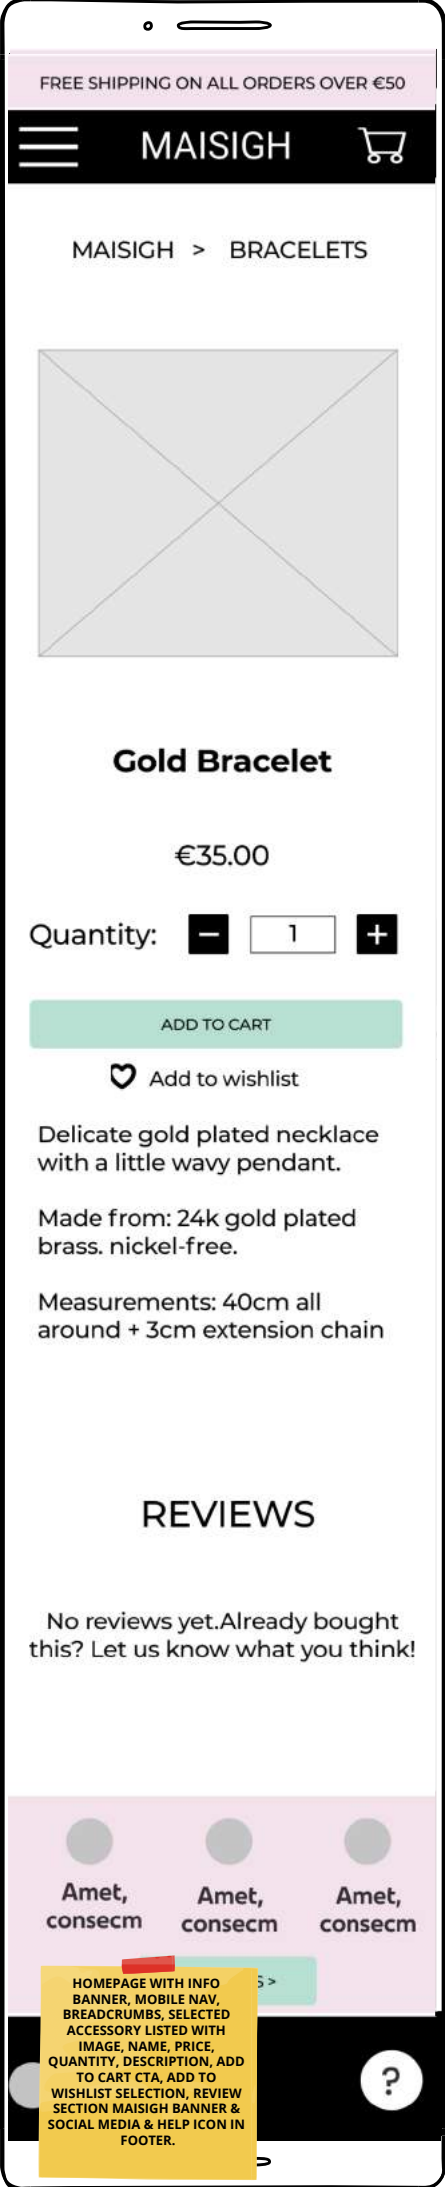 FREE SHIPPING ON ALL ORDERS OVER €50
MAISIGH
MAISIGH > BRACELETS
Gold Bracelet
€35.00
Quantity: − 1 +
ADD TO CART
Add to wishlist
Delicate gold plated necklace
with a little wavy pendant.
Made from: 24k gold plated
brass. nickel-free.
Measurements: 40cm all
around + 3cm extension chain
REVIEWS
No reviews yet.Already bought
this? Let us know what you think!
Amet, consecm
Amet, consecm
Amet, consecm
S >
HOMEPAGE WITH INFO
BANNER, MOBILE NAV,
BREADCRUMBS, SELECTED
ACCESSORY LISTED WITH
IMAGE, NAME, PRICE,
QUANTITY, DESCRIPTION, ADD
TO CART CTA, ADD TO
WISHLIST SELECTION, REVIEW
SECTION MAISIGH BANNER &
SOCIAL MEDIA & HELP ICON IN
FOOTER.
?